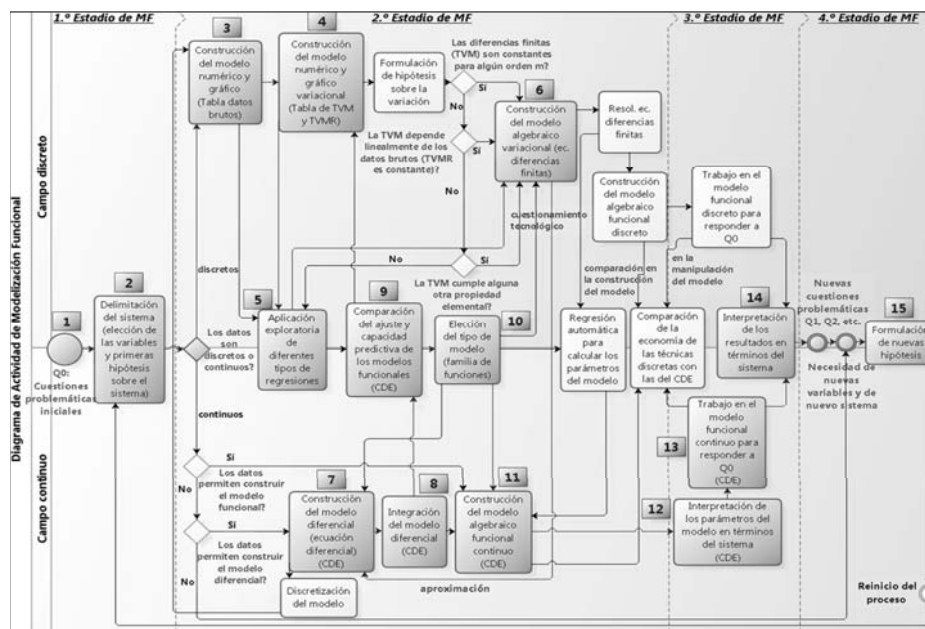 1.º Estadio de MF
2.º Estadio de MF
3.º Estadio de MF
4.º Estadio de MF
Diagrama de Actividad de Modelización Funcional
Campo discreto
Campo continuo
1
Q0:
Cuestiones
problemáticas
iniciales
2
Delimitación
del sistema
(elección de
las variables y
primeras
hipótesis
sobre el
sistema)
Los datos
son
discretos o
continuos?
discretos
continuos
3
Construcción
del modelo
numérico y
gráfico
(Tabla datos
brutos)
4
Construcción
del modelo
numérico y
gráfico
variacional
(Tabla de TVM
y TVMR)
Formulación
de hipótesis
sobre la
variación
Las diferencias finitas
(TVM) son constantes
para algún orden m?
Sí
No
La TVM depende
linealmente de los
datos brutos (TVMR
es constante)?
Sí
No
6
Construcción
del modelo
algebraico
variacional (ec.
diferencias
finitas)
Resol. ec.
diferencias
finitas
Construcción
del modelo
algebraico
funcional
discreto
Trabajo en el
modelo
funcional
discreto para
responder a
Q0
cuestionamiento
tecnológico
No
Sí
La TVM cumple alguna
otra propiedad
elemental?
5
Aplicación
exploratoria
de
diferentes
tipos de
regresiones
9
Comparación
del ajuste y
capacidad
predictiva de
los modelos
funcionales
(CDE)
10
Elección
del tipo de
modelo
(familia de
funciones)
comparación en
la construcción
del modelo
en la
manipulación
del modelo
Regresión
automática
para
calcular los
parámetros
del modelo
Comparación
de la
economía de
las técnicas
discretas con
las del CDE
14
Interpretación
de los
resultados en
términos del
sistema
Nuevas
cuestiones
problemáticas
Q1, Q2, etc.
Necesidad de
nuevas
variables y de
nuevo sistema
15
Formulación
de nuevas
hipótesis
Sí
No
Los datos
permiten construir
el modelo
funcional?
Sí
No
Los datos
permiten construir
el modelo
diferencial?
7
Construcción
del modelo
diferencial
(ecuación
diferencial)
(CDE)
8
Integración
del modelo
diferencial
(CDE)
11
Construcción
del modelo
algebraico
funcional
continuo
12
Interpretación
de los
parámetros del
modelo en términos
del sistema
(CDE)
13
Trabajo en el
modelo
funcional
continuo para
responder a
Q0
(CDE)
Discretización
del modelo
aproximación
Reinicio del
proceso